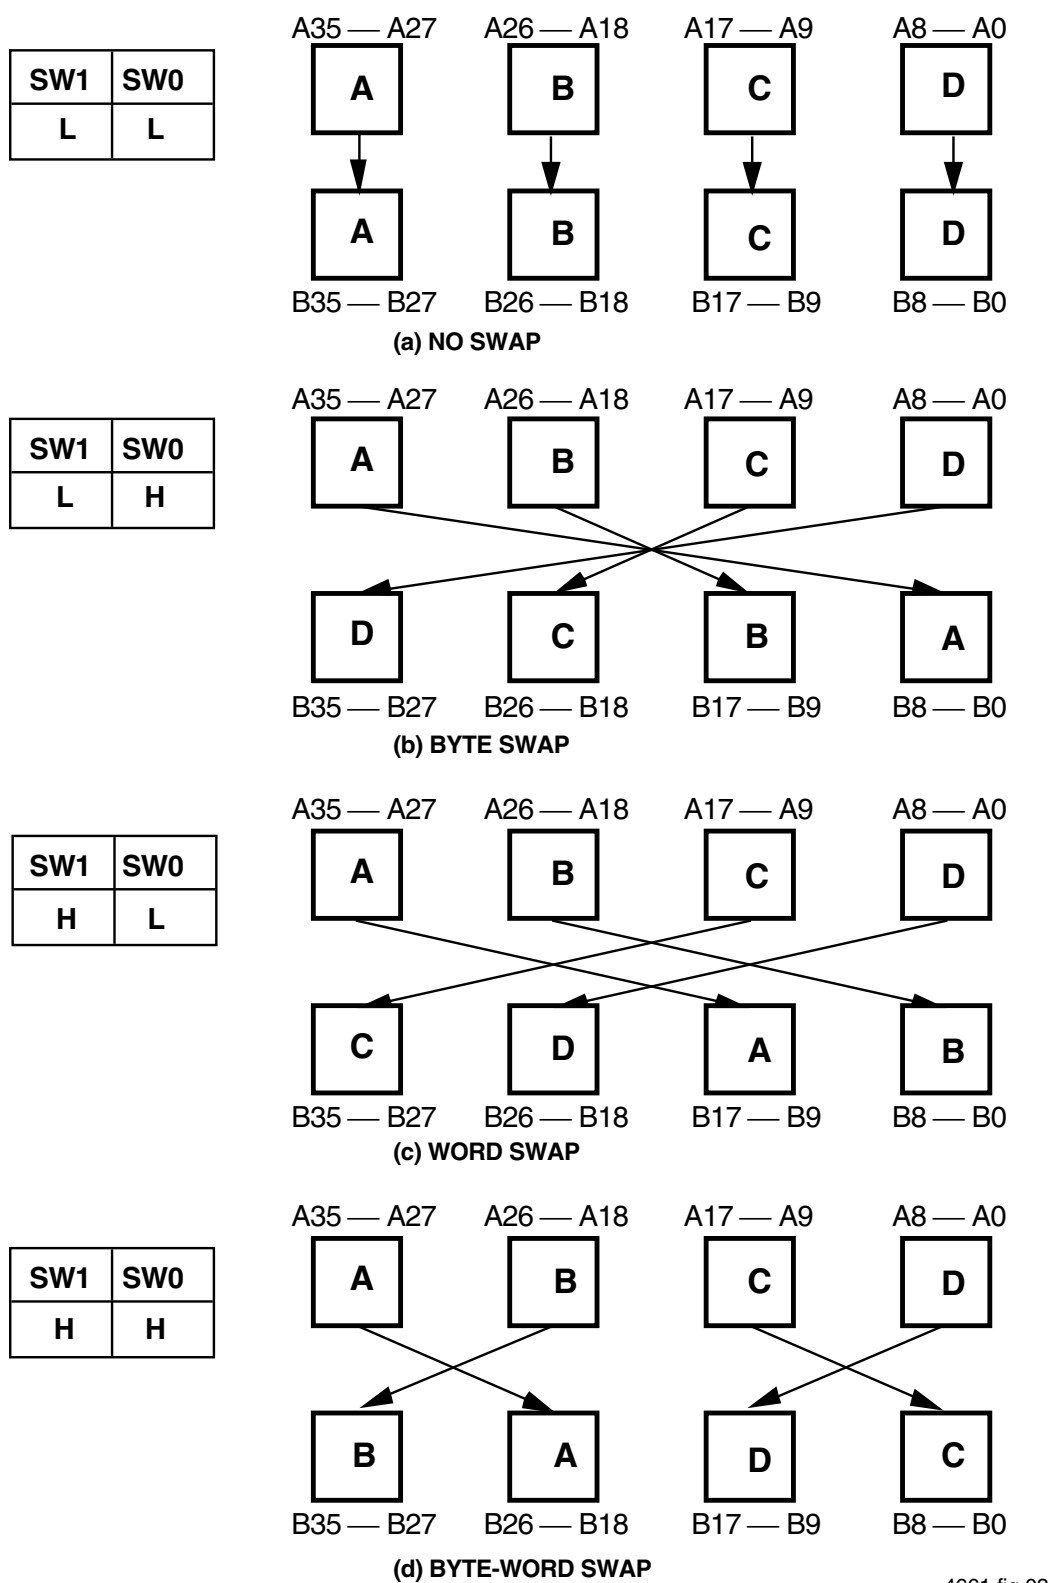 A35 — A27 A26 — A18 A17 — A9 A8 — A0
SW1 SW0
L L
A B C D
A B C D
B35 — B27 B26 — B18 B17 — B9 B8 — B0
(a) NO SWAP
A35 — A27 A26 — A18 A17 — A9 A8 — A0
SW1 SW0
L H
A B C D
D C B A
B35 — B27 B26 — B18 B17 — B9 B8 — B0
(b) BYTE SWAP
A35 — A27 A26 — A18 A17 — A9 A8 — A0
SW1 SW0
H L
A B C D
C D A B
B35 — B27 B26 — B18 B17 — B9 B8 — B0
(c) WORD SWAP
A35 — A27 A26 — A18 A17 — A9 A8 — A0
SW1 SW0
H H
A B C D
B A D C
B35 — B27 B26 — B18 B17 — B9 B8 — B0
(d) BYTE-WORD SWAP